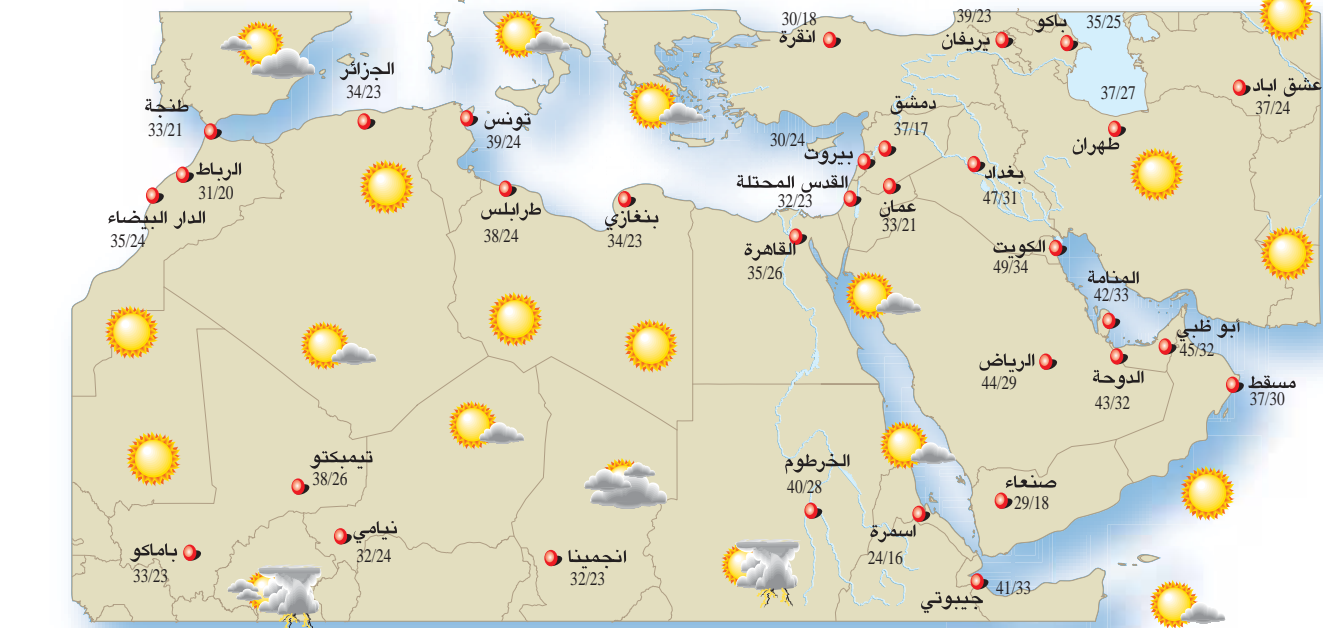 30/18
انقرة
39/23
يريفان
باكو
35/25
عشق اباد
37/24
37/27
طهران
الجزائر
34/23
طنجة
33/21
تونس
39/24
دمشق
37/17
30/24
بيروت
بغداد
47/31
الرباط
31/20
القدس المحتلة
32/23
عمان
33/21
الدار البيضاء
35/24
طرابلس
38/24
بنغازي
34/23
القاهرة
35/26
الكويت
49/34
المنامة
42/33
أبو ظبي
45/32
الرياض
44/29
الدوحة
43/32
مسقط
37/30
تيمبكتو
38/26
الخرطوم
40/28
صنعاء
29/18
نيامي
32/24
باماكو
33/23
انجمينا
32/23
اسمرة
24/16
41/33
جيبوتي